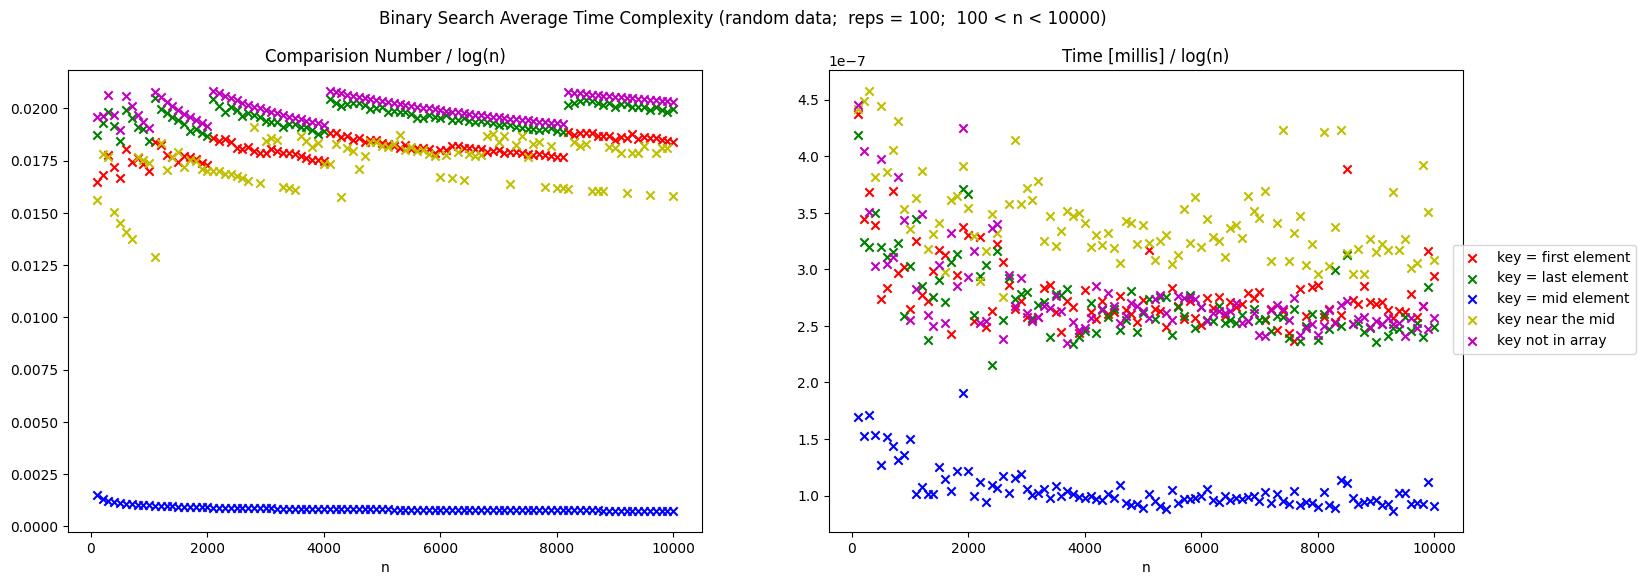 Binary Search Average Time Complexity (random data;  reps = 100;  100 < n < 10000)
Comparision Number / log(n)
0.0200
0.0175
0.0150
0.0125
0.0100
0.0075
0.0050
0.0025
0.0000
0
2000
4000
6000
8000
10000
n
Time [millis] / log(n)
1e−7
4.5
4.0
3.5
3.0
2.5
2.0
1.5
1.0
0
2000
4000
6000
8000
10000
n
key = first element
key = last element
key = mid element
key near the mid
key not in array